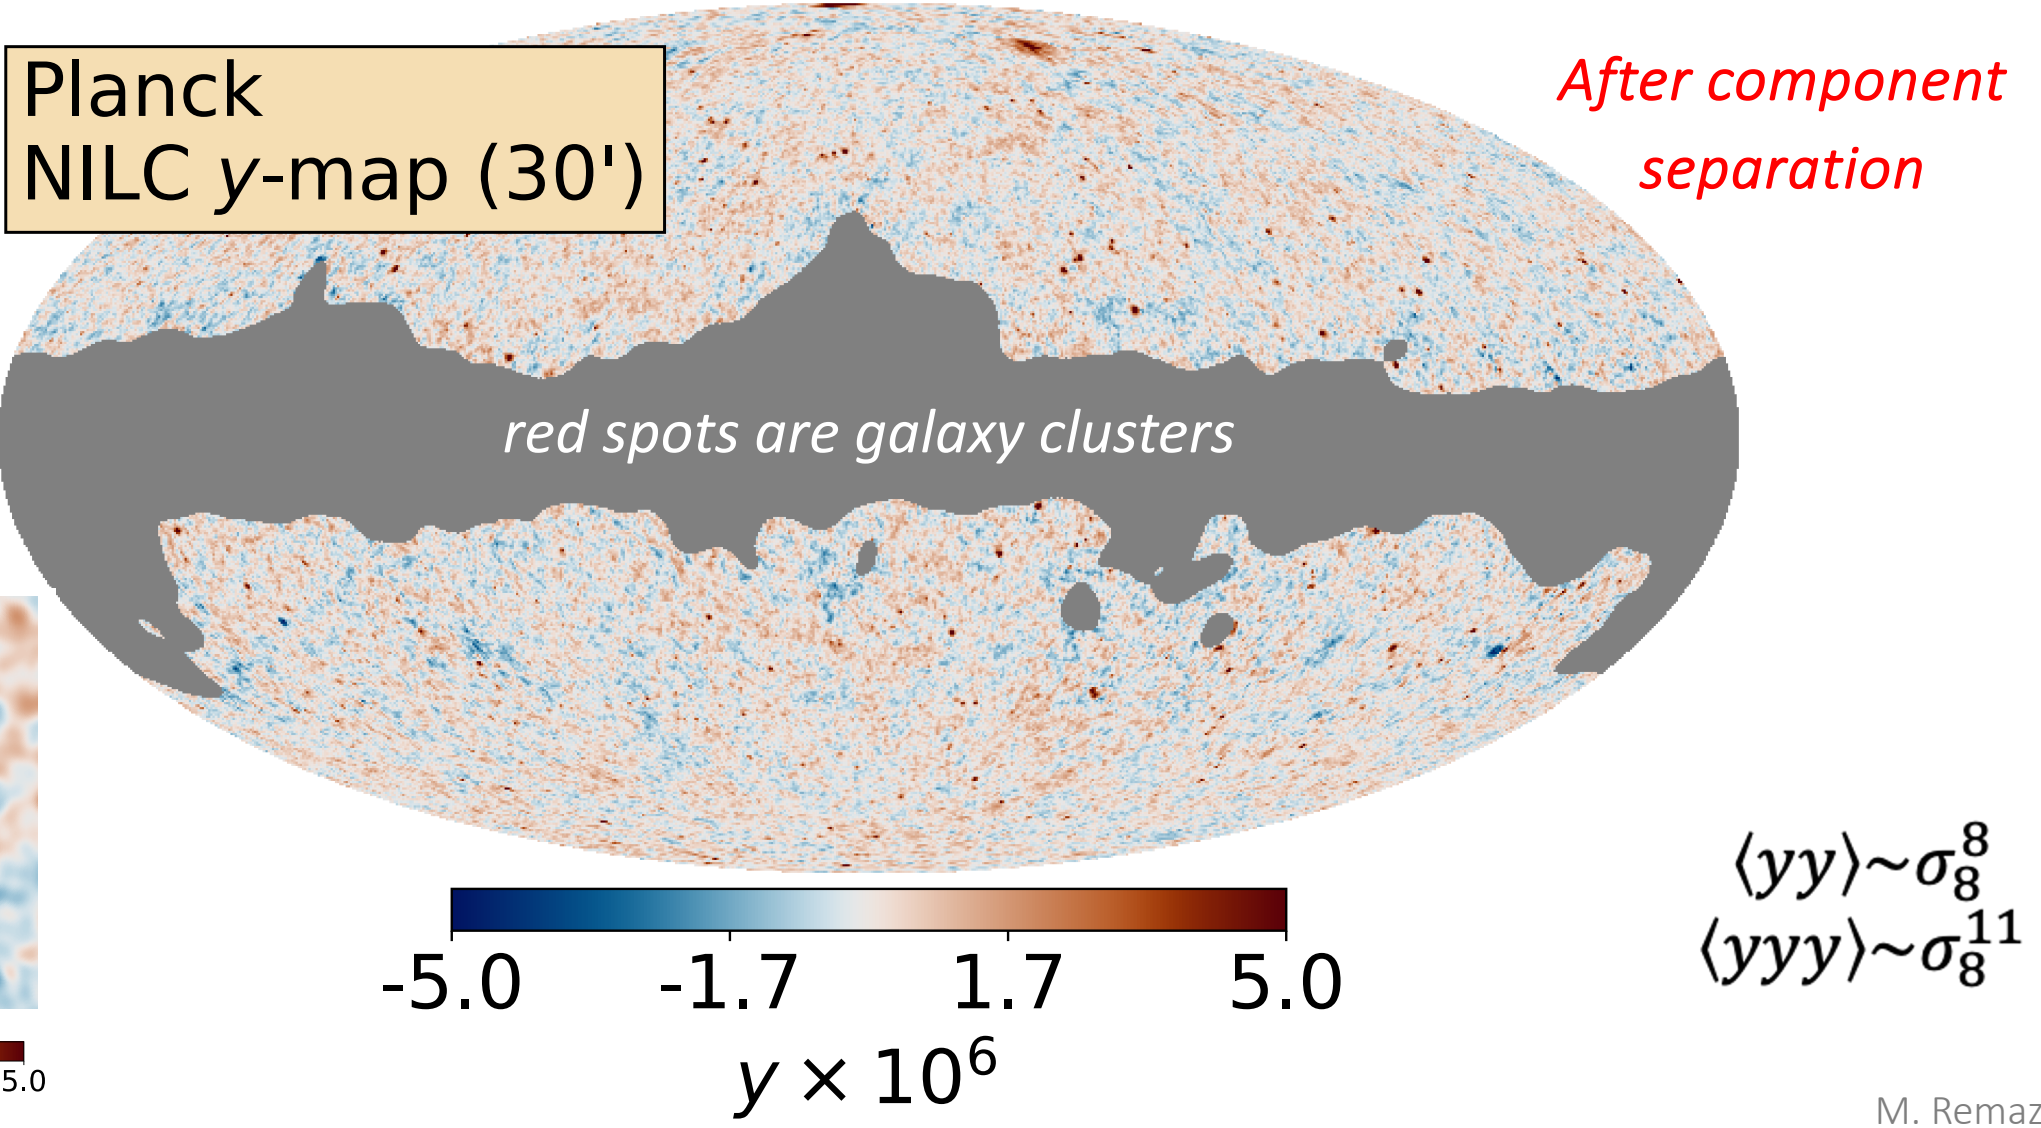 Planck
NILC y-map (30')
After component
separation
red spots are galaxy clusters
⟨yy⟩~σ₈⁸
⟨yyy⟩~σ₈¹¹
-5.0 -1.7 1.7 5.0
y × 10⁶
5.0
M. Remaz